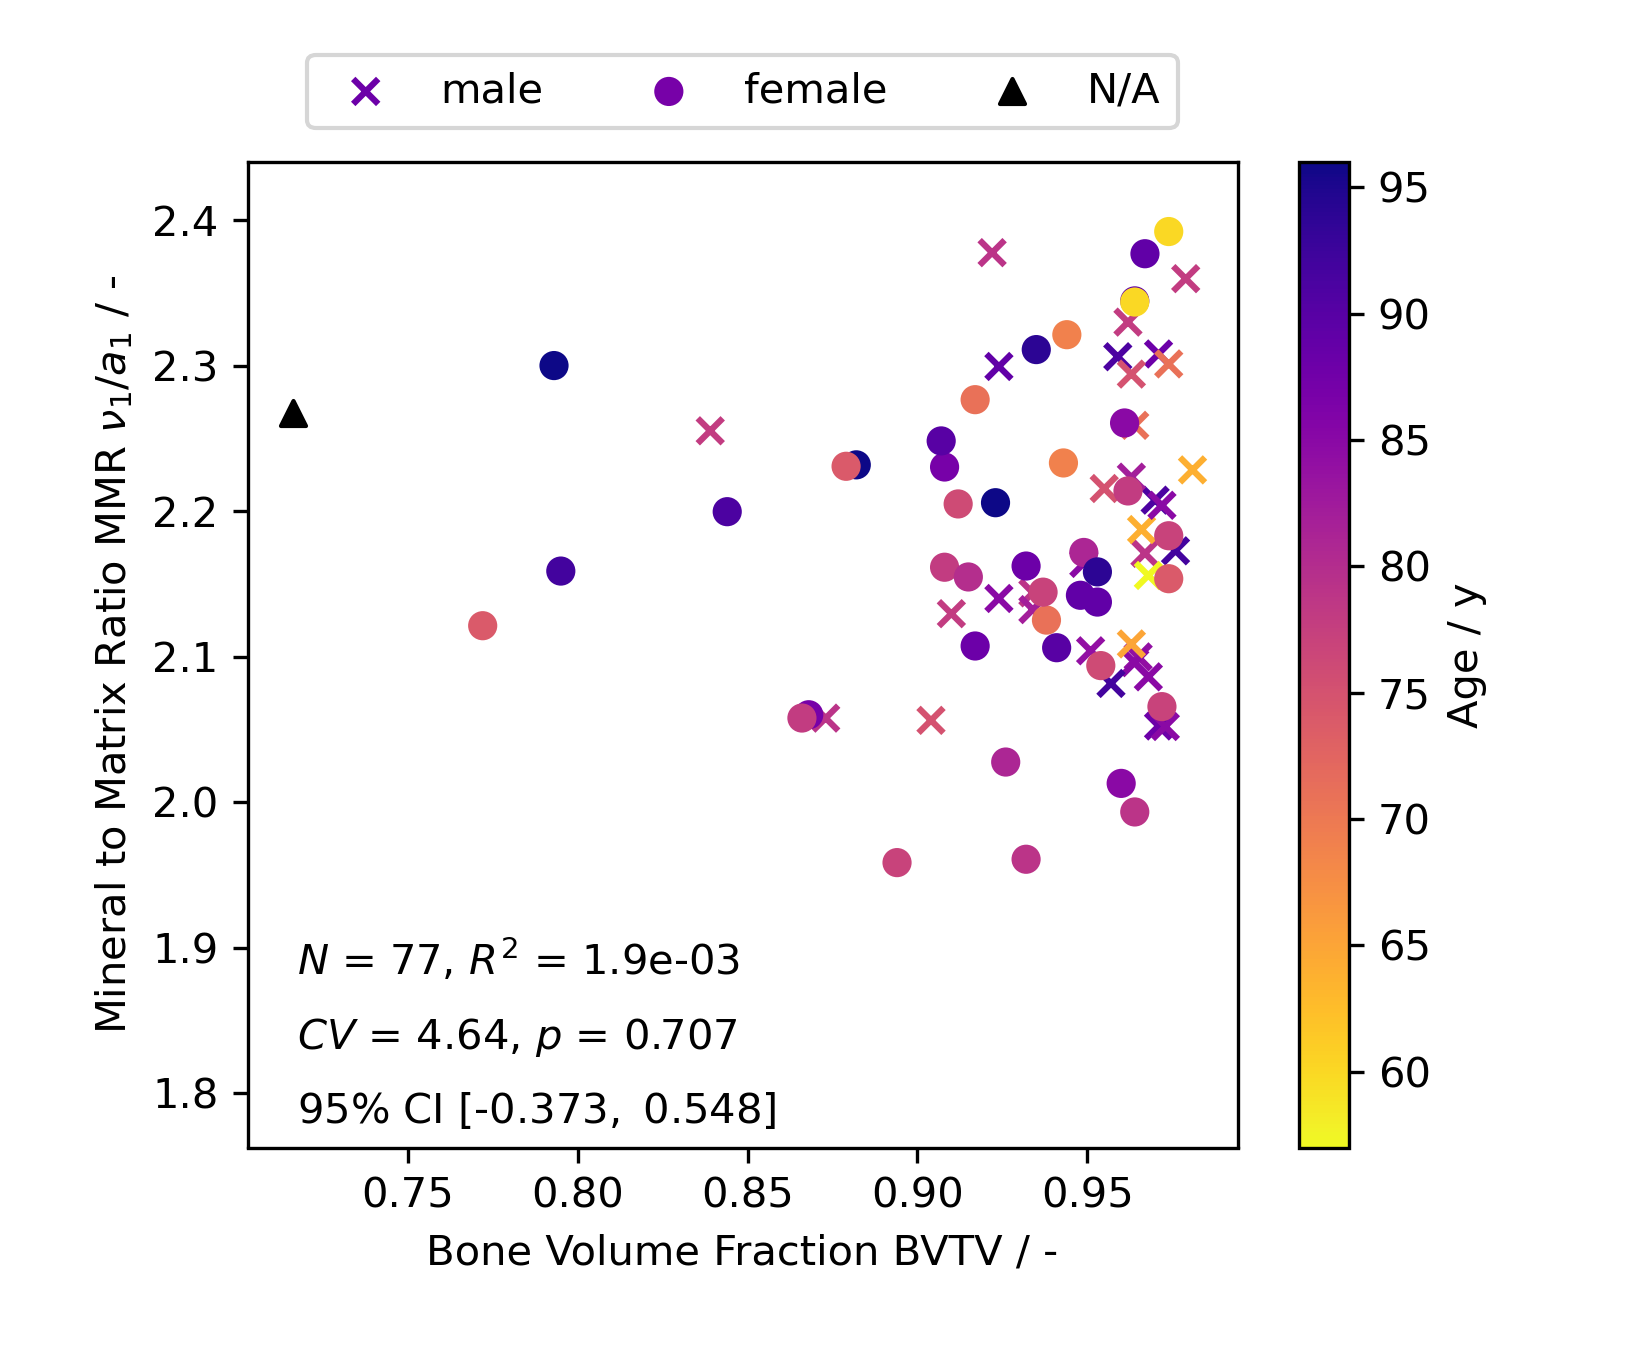 male female N/A
2.4
2.3
2.2
2.1
2.0
1.9
1.8
Mineral to Matrix Ratio MMR ν₁/a₁ / -
N = 77, R² = 1.9e-03
CV = 4.64, p = 0.707
95% CI [-0.373, 0.548]
0.75 0.80 0.85 0.90 0.95
Bone Volume Fraction BVTV / -
95
90
85
80
75
70
65
60
Age / y